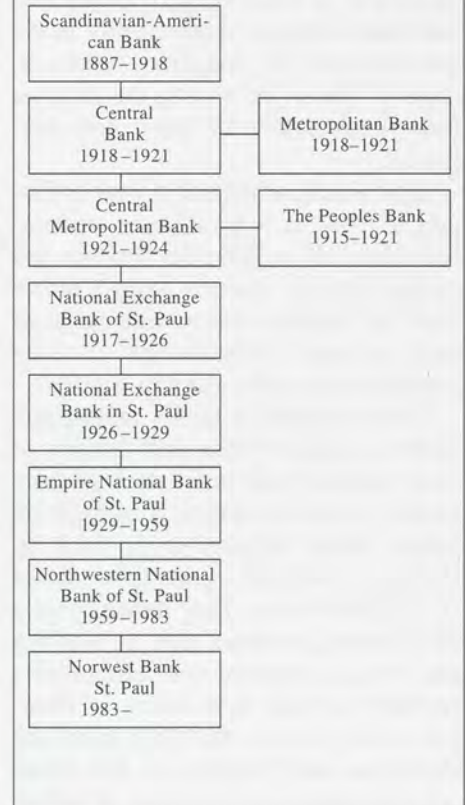 Scandinavian-Ameri-
can Bank
1887–1918
Central
Bank
1918–1921
Metropolitan Bank
1918–1921
Central
Metropolitan Bank
1921–1924
The Peoples Bank
1915–1921
National Exchange
Bank of St. Paul
1917–1926
National Exchange
Bank in St. Paul
1926–1929
Empire National Bank
of St. Paul
1929–1959
Northwestern National
Bank of St. Paul
1959–1983
Norwest Bank
St. Paul
1983–